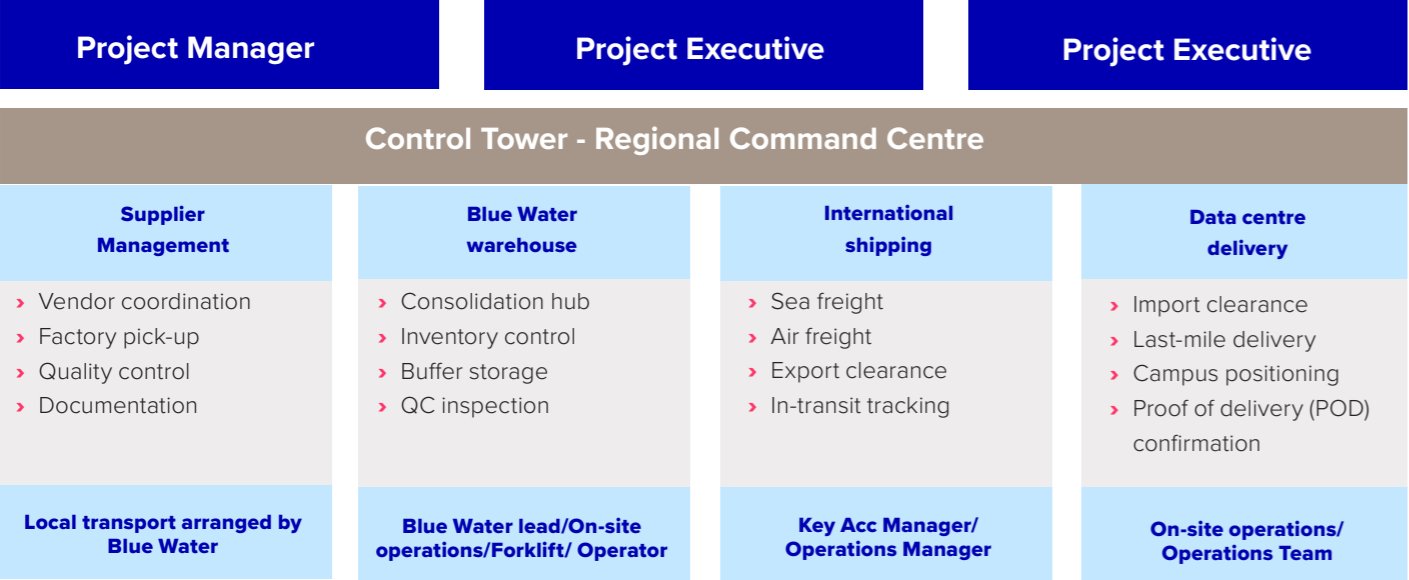 Project Manager
Project Executive
Project Executive
Control Tower - Regional Command Centre
Supplier
Management
Vendor coordination
Factory pick-up
Quality control
Documentation
Local transport arranged by
Blue Water
Blue Water
warehouse
Consolidation hub
Inventory control
Buffer storage
QC inspection
Blue Water lead/On-site
operations/Forklift/ Operator
International
shipping
Sea freight
Air freight
Export clearance
In-transit tracking
Key Acc Manager/
Operations Manager
Data centre
delivery
Import clearance
Last-mile delivery
Campus positioning
Proof of delivery (POD)
confirmation
On-site operations/
Operations Team